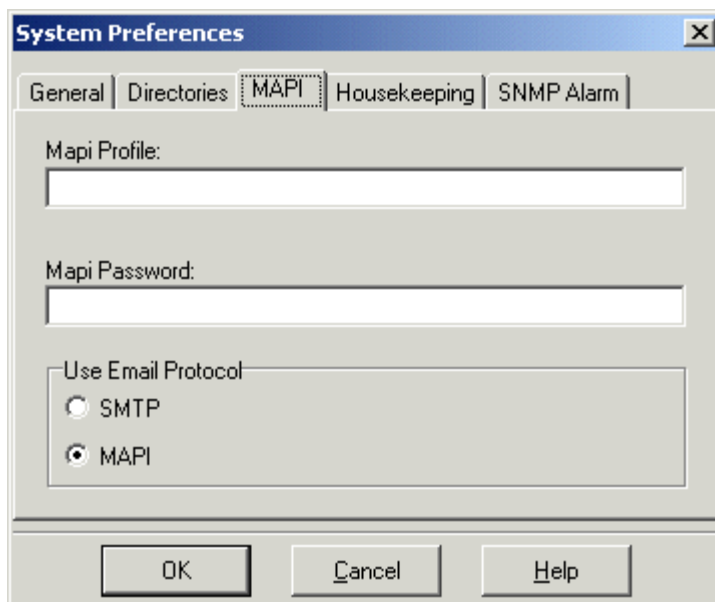 System Preferences
General Directories MAPI Housekeeping SNMP Alarm
Mapi Profile:
Mapi Password:
Use Email Protocol
SMTP
MAPI
OK Cancel Help